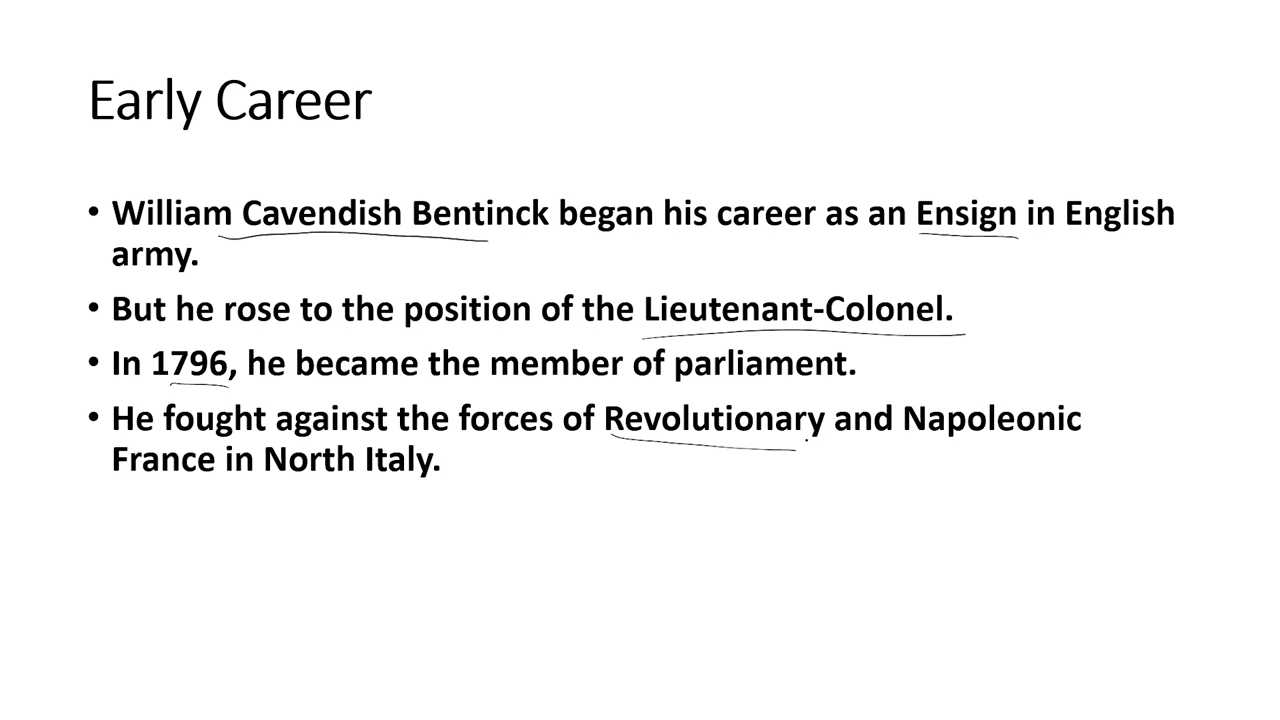 Early Career
• William Cavendish Bentinck began his career as an Ensign in English
army.
• But he rose to the position of the Lieutenant-Colonel.
• In 1796, he became the member of parliament.
• He fought against the forces of Revolutionary and Napoleonic
France in North Italy.